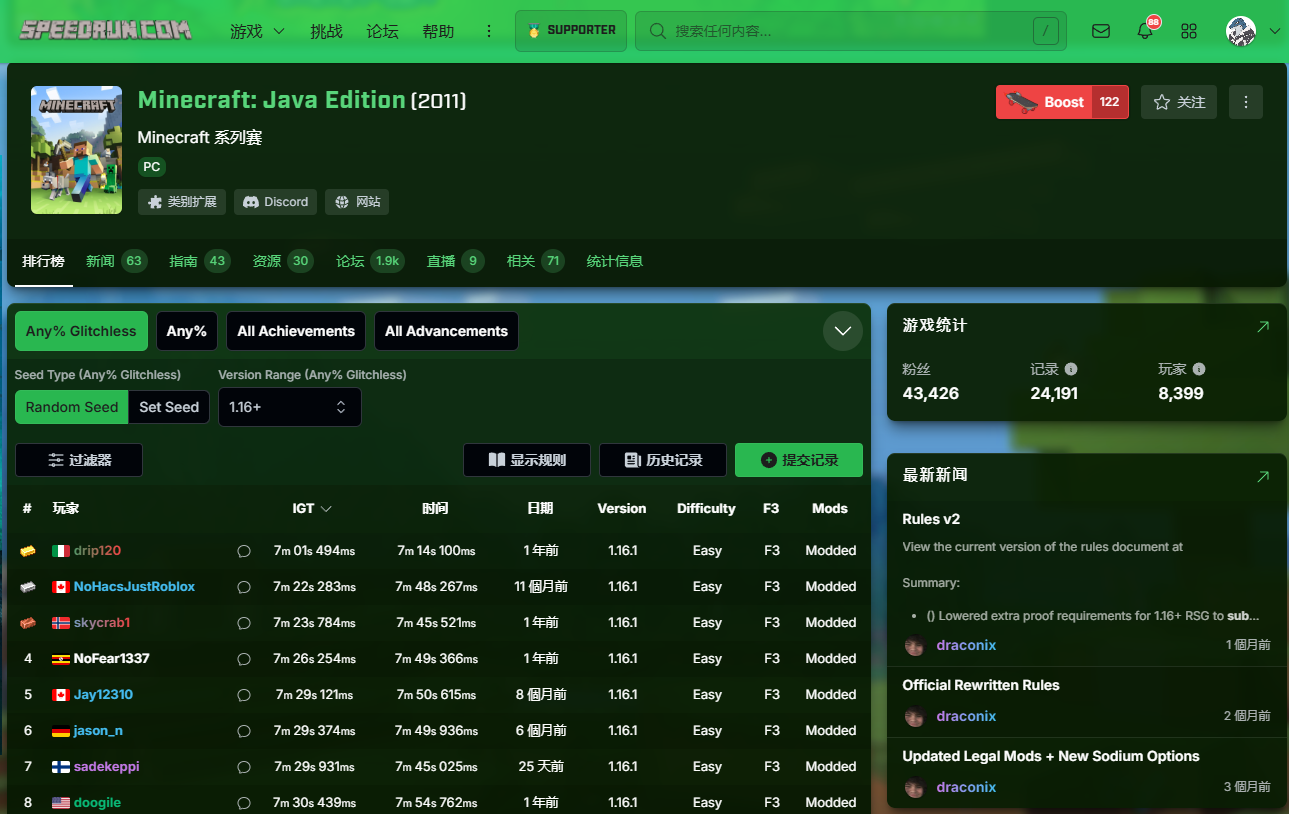 SPEEDRUN.COM 游戏 挑战 论坛 帮助 SUPPORTER 搜索任何内容... / 88
MINECRAFT
Minecraft: Java Edition (2011)
Boost 122 关注
Minecraft 系列赛
PC
类别扩展 Discord 网站
排行榜 新闻 63 指南 43 资源 30 论坛 1.9k 直播 9 相关 71 统计信息
Any% Glitchless Any% All Achievements All Advancements
Seed Type (Any% Glitchless) Version Range (Any% Glitchless)
Random Seed Set Seed 1.16+
过滤器 显示规则 历史记录 提交记录
# 玩家 IGT 时间 日期 Version Difficulty F3 Mods
drip120 7m 01s 494ms 7m 14s 100ms 1 年前 1.16.1 Easy F3 Modded
NoHacsJustRoblox 7m 22s 283ms 7m 48s 267ms 11 個月前 1.16.1 Easy F3 Modded
skycrab1 7m 23s 784ms 7m 45s 521ms 1 年前 1.16.1 Easy F3 Modded
4 NoFear1337 7m 26s 254ms 7m 49s 366ms 1 年前 1.16.1 Easy F3 Modded
5 Jay12310 7m 29s 121ms 7m 50s 615ms 8 個月前 1.16.1 Easy F3 Modded
6 jason_n 7m 29s 374ms 7m 49s 936ms 6 個月前 1.16.1 Easy F3 Modded
7 sadekeppi 7m 29s 931ms 7m 45s 025ms 25 天前 1.16.1 Easy F3 Modded
8 doogile 7m 30s 439ms 7m 54s 762ms 1 年前 1.16.1 Easy F3 Modded
游戏统计
粉丝 记录 玩家
43,426 24,191 8,399
最新新闻
Rules v2
View the current version of the rules document at
Summary:
• () Lowered extra proof requirements for 1.16+ RSG to sub...
draconix 1 個月前
Official Rewritten Rules
draconix 2 個月前
Updated Legal Mods + New Sodium Options
draconix 3 個月前